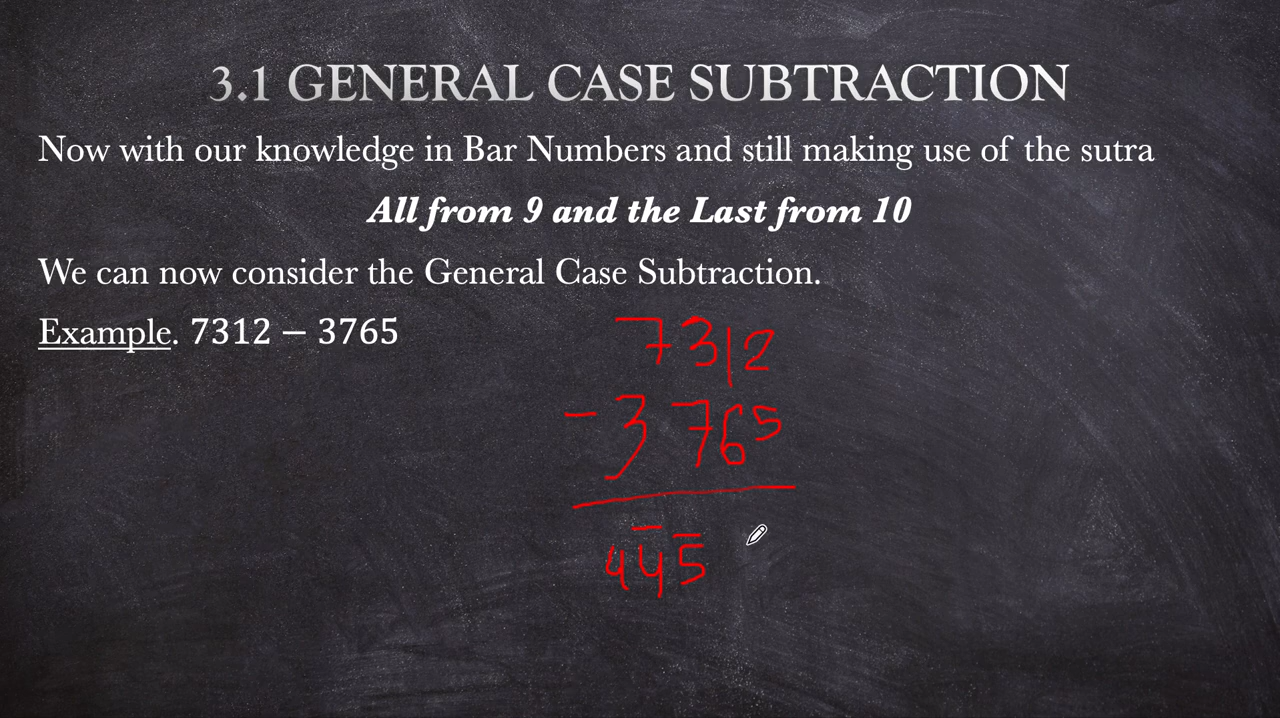 3.1 GENERAL CASE SUBTRACTION
Now with our knowledge in Bar Numbers and still making use of the sutra
All from 9 and the Last from 10
We can now consider the General Case Subtraction.
Example. 7312 − 3765
7312
− 3765
44̅5̅